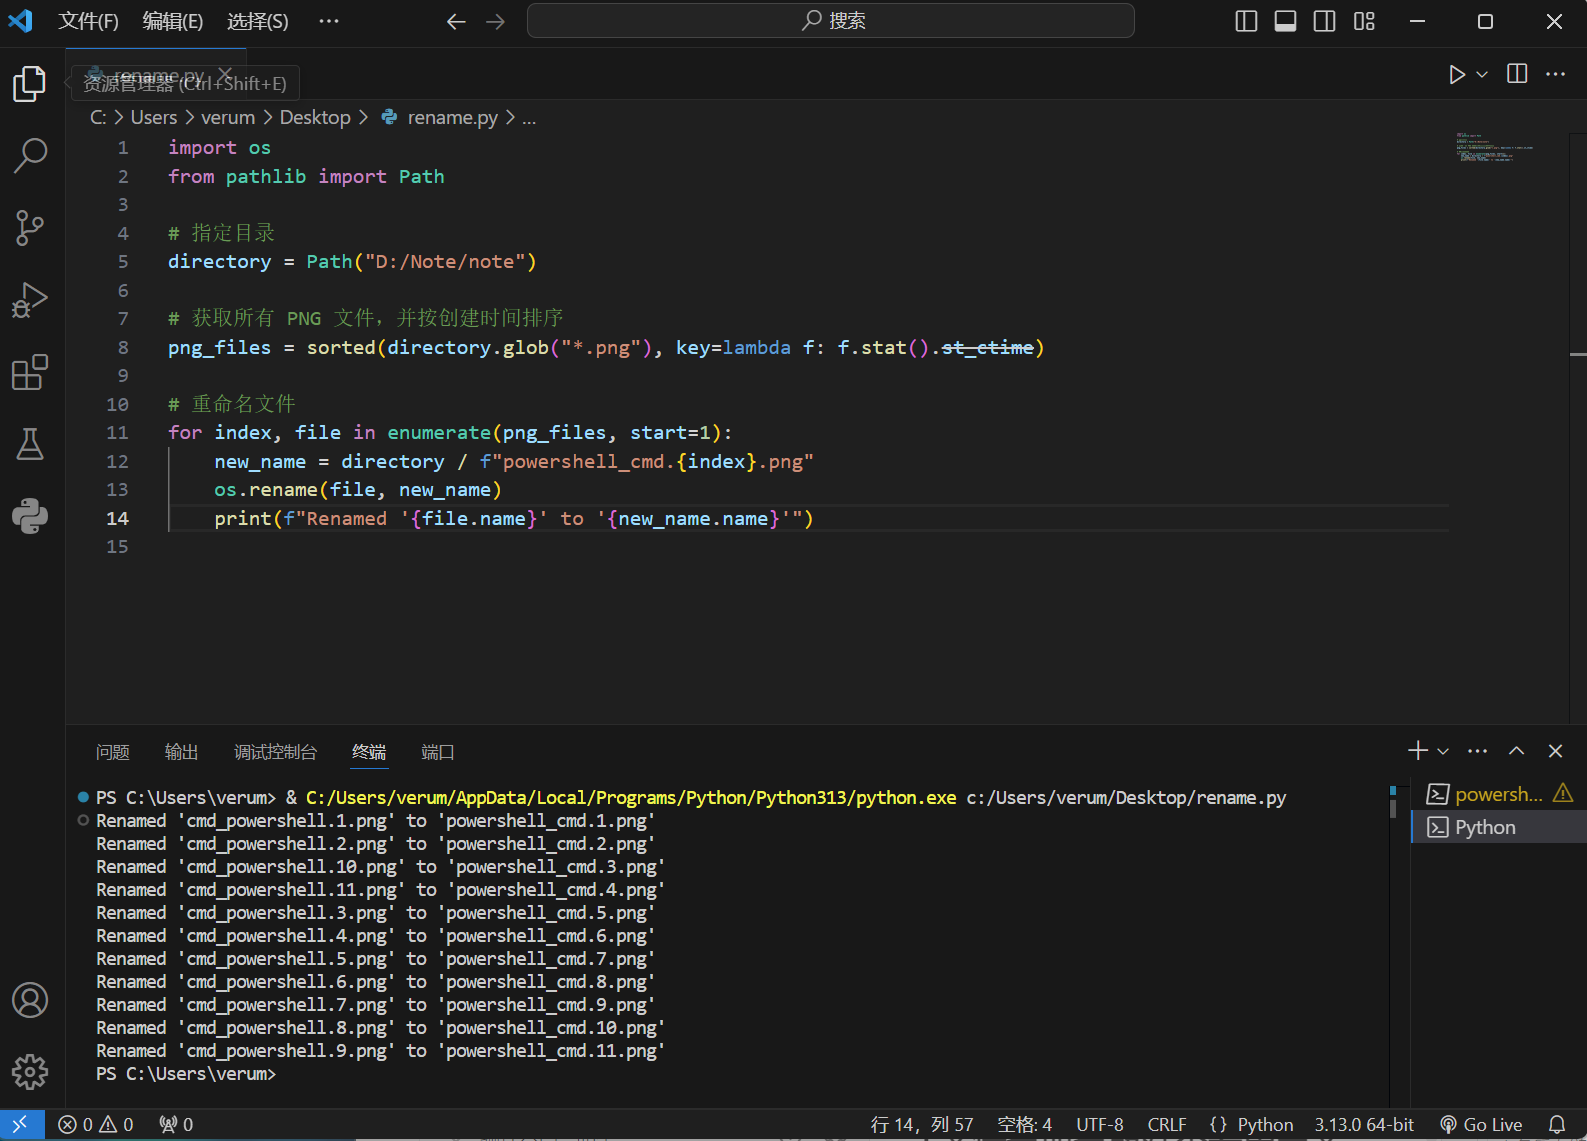 文件(F) 编辑(E) 选择(S) ··· 搜索
rename.py
资源管理器 (Ctrl+Shift+E)
C: > Users > verum > Desktop > rename.py > ...
1 import os
2 from pathlib import Path
3
4 # 指定目录
5 directory = Path("D:/Note/note")
6
7 # 获取所有 PNG 文件，并按创建时间排序
8 png_files = sorted(directory.glob("*.png"), key=lambda f: f.stat().st_ctime)
9
10 # 重命名文件
11 for index, file in enumerate(png_files, start=1):
12     new_name = directory / f"powershell_cmd.{index}.png"
13     os.rename(file, new_name)
14     print(f"Renamed '{file.name}' to '{new_name.name}'")
15
问题 输出 调试控制台 终端 端口
PS C:\Users\verum> & C:/Users/verum/AppData/Local/Programs/Python/Python313/python.exe c:/Users/verum/Desktop/rename.py
Renamed 'cmd_powershell.1.png' to 'powershell_cmd.1.png'
Renamed 'cmd_powershell.2.png' to 'powershell_cmd.2.png'
Renamed 'cmd_powershell.10.png' to 'powershell_cmd.3.png'
Renamed 'cmd_powershell.11.png' to 'powershell_cmd.4.png'
Renamed 'cmd_powershell.3.png' to 'powershell_cmd.5.png'
Renamed 'cmd_powershell.4.png' to 'powershell_cmd.6.png'
Renamed 'cmd_powershell.5.png' to 'powershell_cmd.7.png'
Renamed 'cmd_powershell.6.png' to 'powershell_cmd.8.png'
Renamed 'cmd_powershell.7.png' to 'powershell_cmd.9.png'
Renamed 'cmd_powershell.8.png' to 'powershell_cmd.10.png'
Renamed 'cmd_powershell.9.png' to 'powershell_cmd.11.png'
PS C:\Users\verum>
powersh...
Python
0 0 0 行 14，列 57 空格: 4 UTF-8 CRLF {} Python 3.13.0 64-bit Go Live